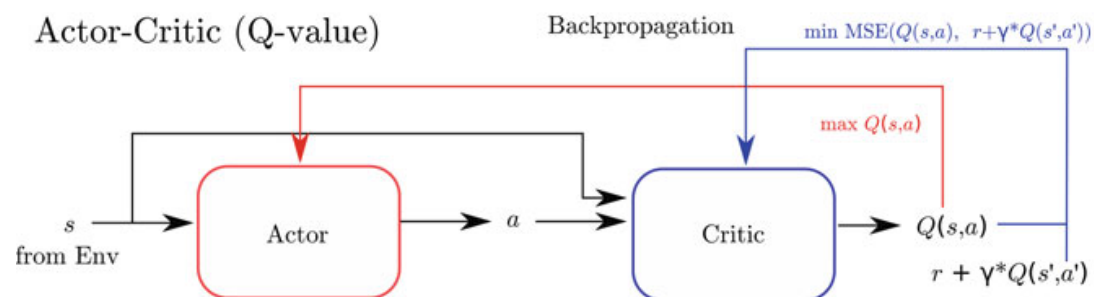 Actor-Critic (Q-value)
Backpropagation
min MSE(Q(s,a), r+γ*Q(s',a'))
max Q(s,a)
s
from Env
Actor
a
Critic
Q(s,a)
r + γ*Q(s',a')